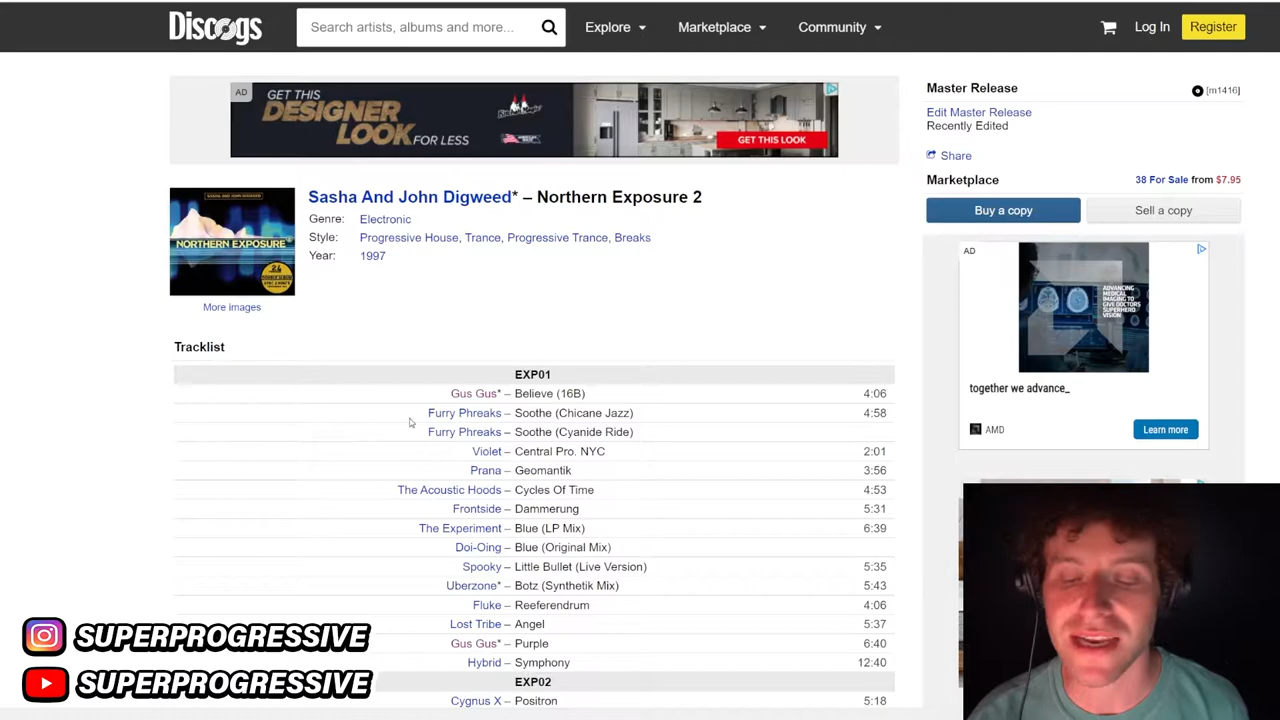 Discogs
Search artists, albums and more...
Explore
Marketplace
Community
Log In
Register
AD
GET THIS
DESIGNER
LOOK FOR LESS
GET THIS LOOK
Master Release
[m1416]
Edit Master Release
Recently Edited
Share
Marketplace
38 For Sale from $7.95
Buy a copy
Sell a copy
NORTHERN EXPOSURE
Sasha And John Digweed* – Northern Exposure 2
Genre: Electronic
Style: Progressive House, Trance, Progressive Trance, Breaks
Year: 1997
More images
AD
ADVANCING
MEDICAL
IMAGING TO
GIVE DOCTORS
SUPERHERO
VISION
together we advance_
AMD
Learn more
Tracklist
EXP01
Gus Gus* – Believe (16B) 4:06
Furry Phreaks – Soothe (Chicane Jazz) 4:58
Furry Phreaks – Soothe (Cyanide Ride)
Violet – Central Pro. NYC 2:01
Prana – Geomantik 3:56
The Acoustic Hoods – Cycles Of Time 4:53
Frontside – Dammerung 5:31
The Experiment – Blue (LP Mix) 6:39
Doi-Oing – Blue (Original Mix)
Spooky – Little Bullet (Live Version) 5:35
Uberzone* – Botz (Synthetik Mix) 5:43
Fluke – Reeferendrum 4:06
Lost Tribe – Angel 5:37
Gus Gus* – Purple 6:40
Hybrid – Symphony 12:40
EXP02
Cygnus X – Positron 5:18
SUPERPROGRESSIVE
SUPERPROGRESSIVE